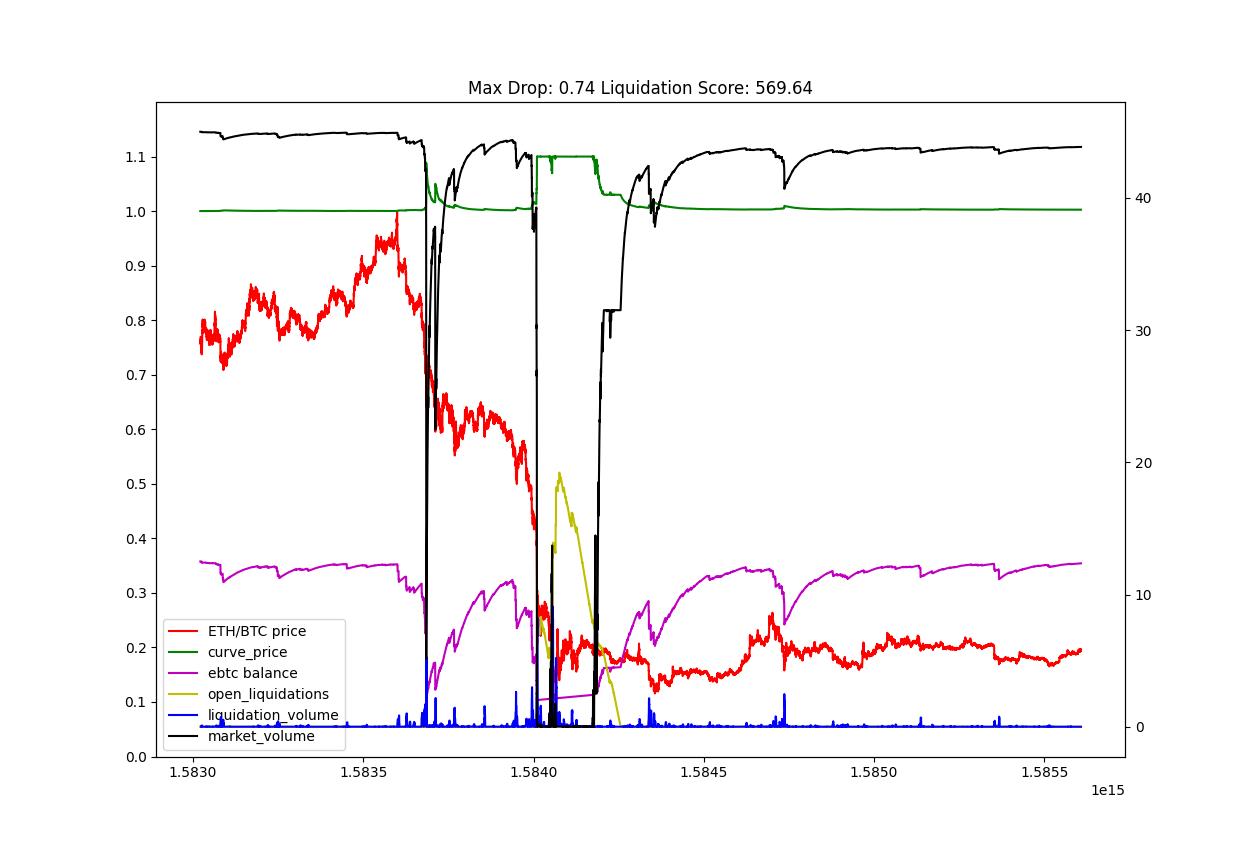 Max Drop: 0.74 Liquidation Score: 569.64
1.1
1.0
0.9
0.8
0.7
0.6
0.5
0.4
0.3
0.2
0.1
0.0
40
30
20
10
0
ETH/BTC price
curve_price
ebtc balance
open_liquidations
liquidation_volume
market_volume
1.5830 1.5835 1.5840 1.5845 1.5850 1.5855
1e15